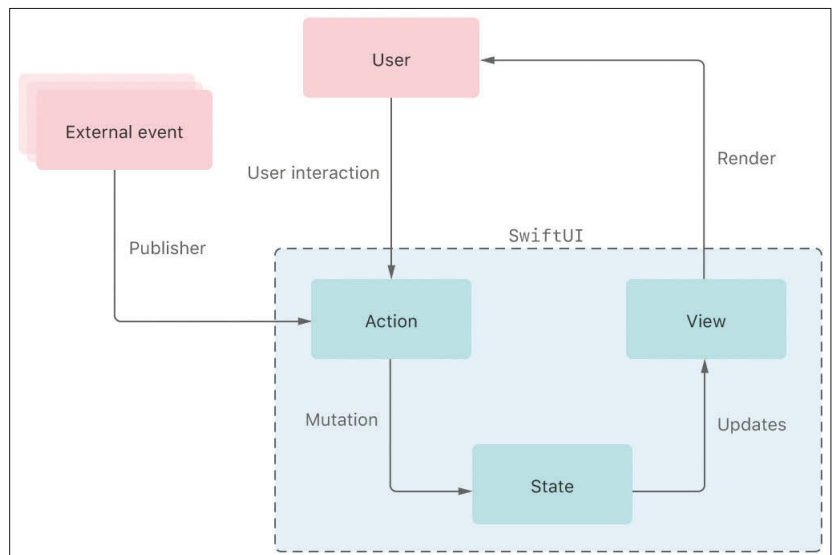 User
External event
User interaction
Render
Publisher
SwiftUI
Action
View
Mutation
Updates
State